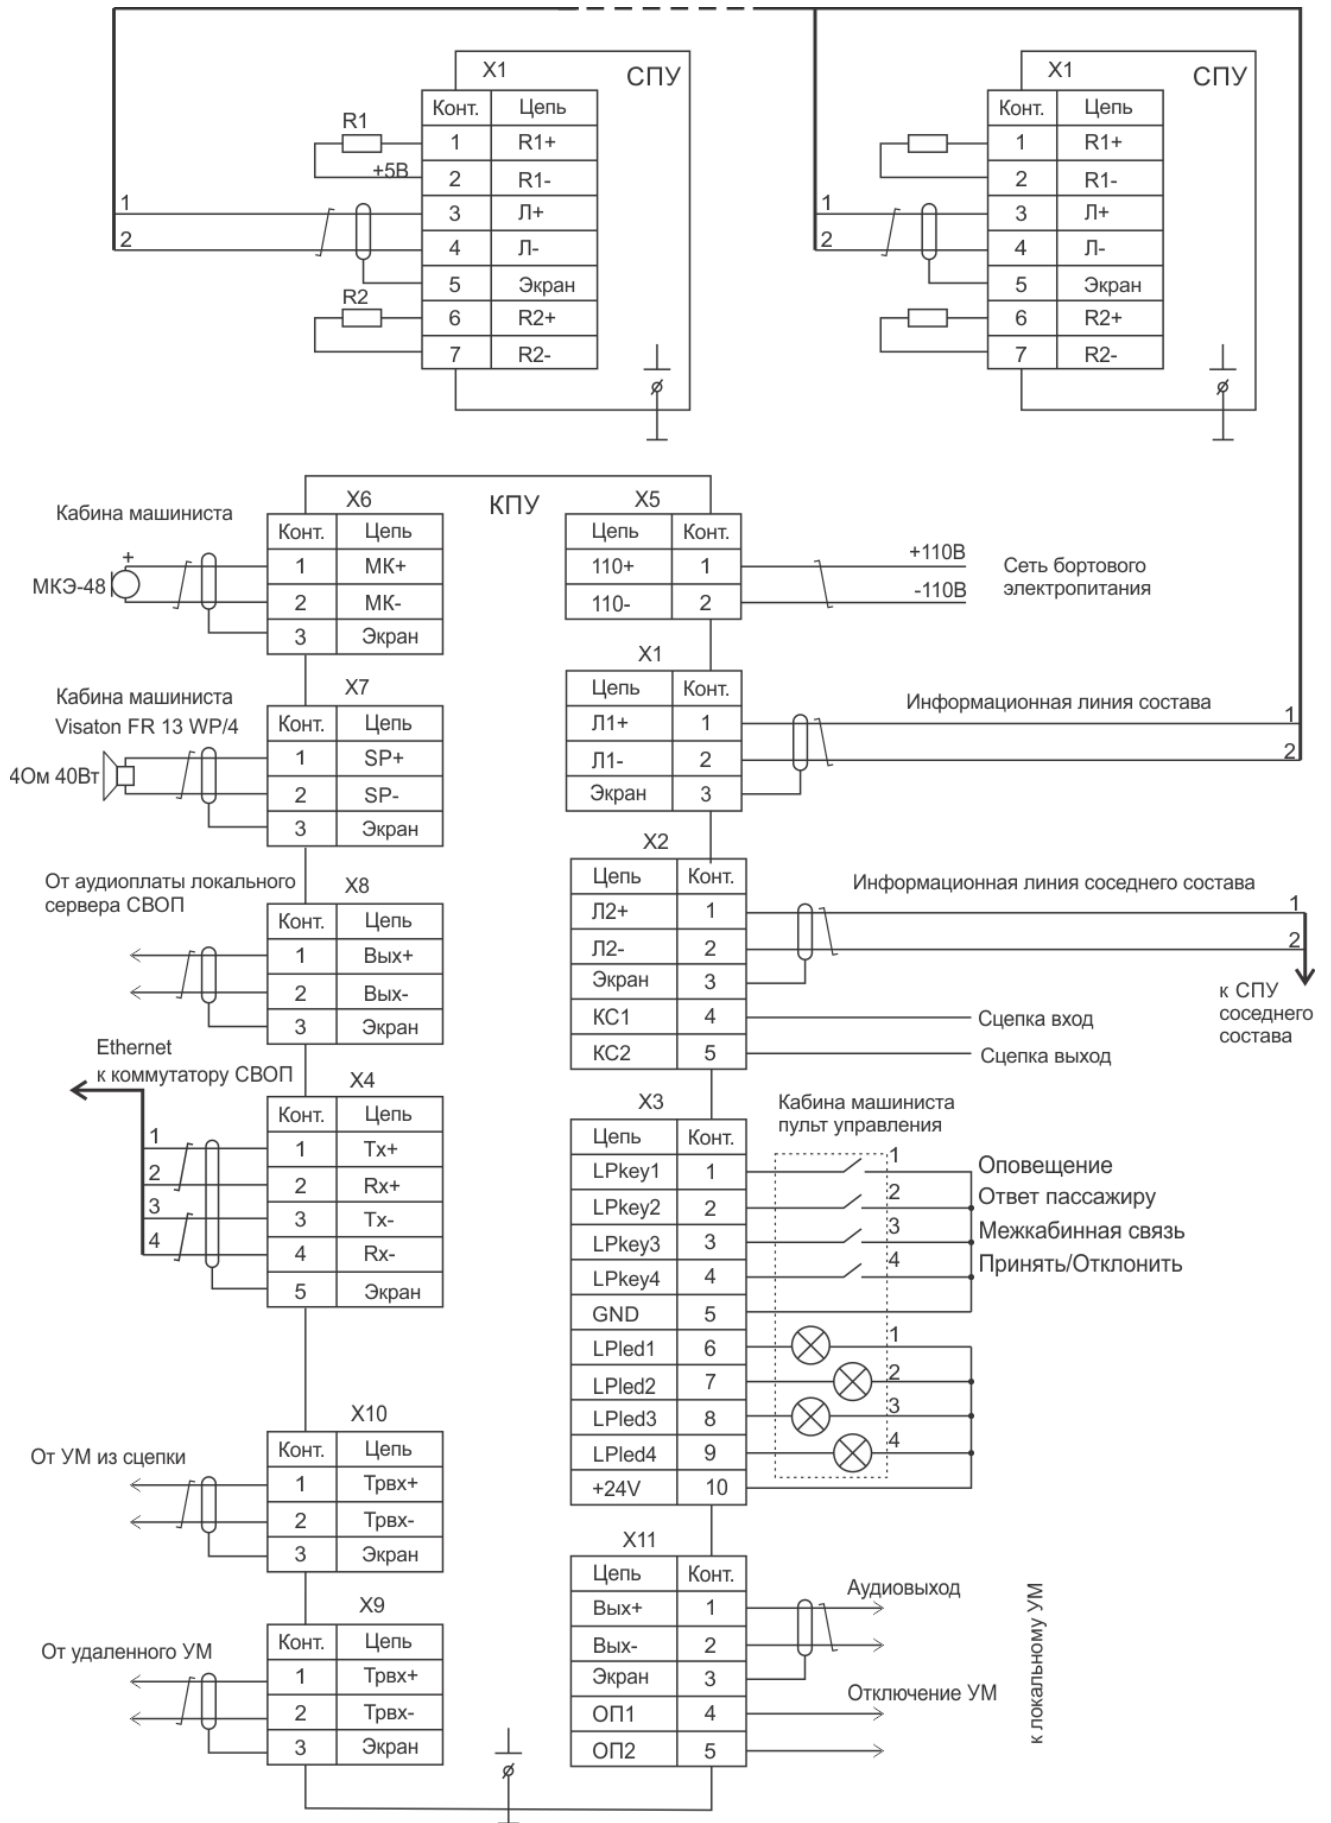 X1 СПУ
Конт. Цепь
R1
1 R1+
+5В
2 R1-
1
3 Л+
2
4 Л-
5 Экран
R2
6 R2+
7 R2-
X1 СПУ
Конт. Цепь
1 R1+
2 R1-
1
3 Л+
2
4 Л-
5 Экран
6 R2+
7 R2-
КПУ
Кабина машиниста
X6
Конт. Цепь
+
МКЭ-48
1 МК+
2 МК-
3 Экран
Кабина машиниста
Visaton FR 13 WP/4
4Ом 40Вт
X7
Конт. Цепь
1 SP+
2 SP-
3 Экран
От аудиоплаты локального
сервера СВОП
X8
Конт. Цепь
1 Вых+
2 Вых-
3 Экран
Ethernet
к коммутатору СВОП
X4
Конт. Цепь
1
1 Tx+
2
2 Rx+
3
3 Tx-
4
4 Rx-
5 Экран
X10
От УМ из сцепки
Конт. Цепь
1 Трвх+
2 Трвх-
3 Экран
X9
От удаленного УМ
Конт. Цепь
1 Трвх+
2 Трвх-
3 Экран
X5
Цепь Конт.
110+ 1
+110В
110- 2
-110В
Сеть бортового
электропитания
X1
Цепь Конт.
Информационная линия состава
Л1+ 1
1
Л1- 2
2
Экран 3
X2
Цепь Конт.
Информационная линия соседнего состава
Л2+ 1
1
Л2- 2
2
Экран 3
к СПУ
соседнего
состава
КС1 4 Сцепка вход
КС2 5 Сцепка выход
X3
Кабина машиниста
пульт управления
Цепь Конт.
LPkey1 1 1 Оповещение
LPkey2 2 2 Ответ пассажиру
LPkey3 3 3 Межкабинная связь
LPkey4 4 4 Принять/Отклонить
GND 5
LPled1 6 1
LPled2 7 2
LPled3 8 3
LPled4 9 4
+24V 10
X11
Цепь Конт.
Аудиовыход
Вых+ 1
Вых- 2
Экран 3
Отключение УМ
ОП1 4
ОП2 5
к локальному УМ